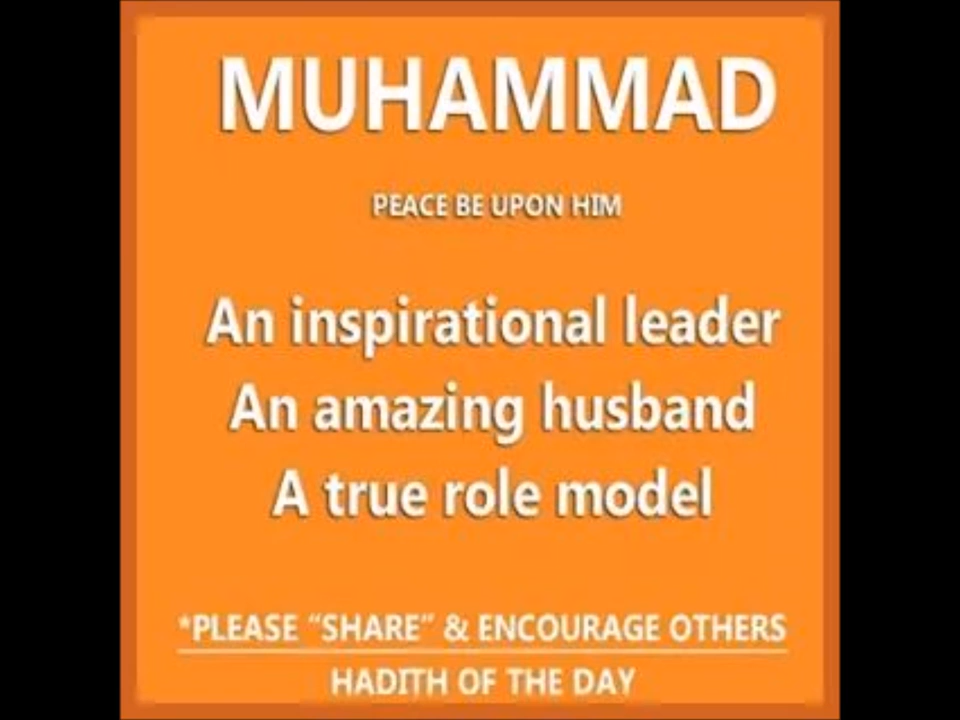 MUHAMMAD
PEACE BE UPON HIM
An inspirational leader
An amazing husband
A true role model
*PLEASE “SHARE” & ENCOURAGE OTHERS
HADITH OF THE DAY